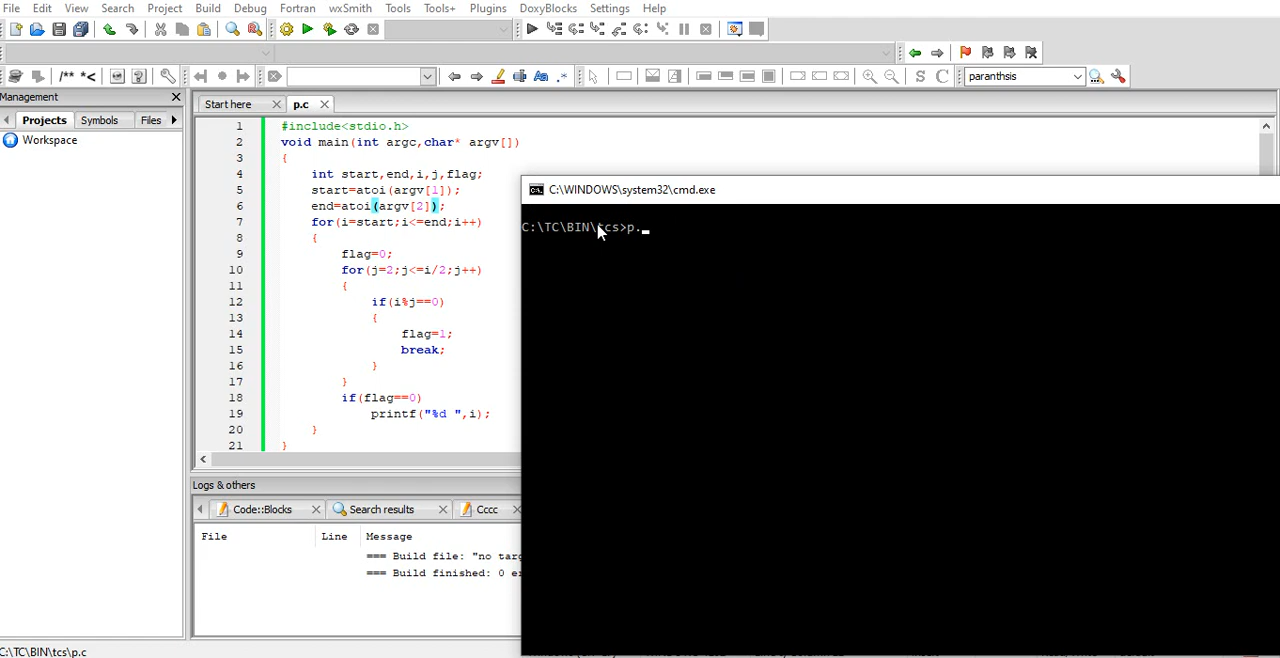 File Edit View Search Project Build Debug Fortran wxSmith Tools Tools+ Plugins DoxyBlocks Settings Help
/** *<
Aa .*
S C paranthis
Management
Start here p.c
Projects Symbols Files
Workspace
1 #include<stdio.h>
2 void main(int argc,char* argv[])
3 {
4 int start,end,i,j,flag;
5 start=atoi(argv[1]);
6 end=atoi(argv[2]);
7 for(i=start;i<=end;i++)
8 {
9 flag=0;
10 for(j=2;j<=i/2;j++)
11 {
12 if(i%j==0)
13 {
14 flag=1;
15 break;
16 }
17 }
18 if(flag==0)
19 printf("%d ",i);
20 }
21 }
C:\WINDOWS\system32\cmd.exe
C:\TC\BIN\tcs>p.
Logs & others
Code::Blocks Search results Cccc
File Line Message
=== Build file: "no targ
=== Build finished: 0 e
C:\TC\BIN\tcs\p.c